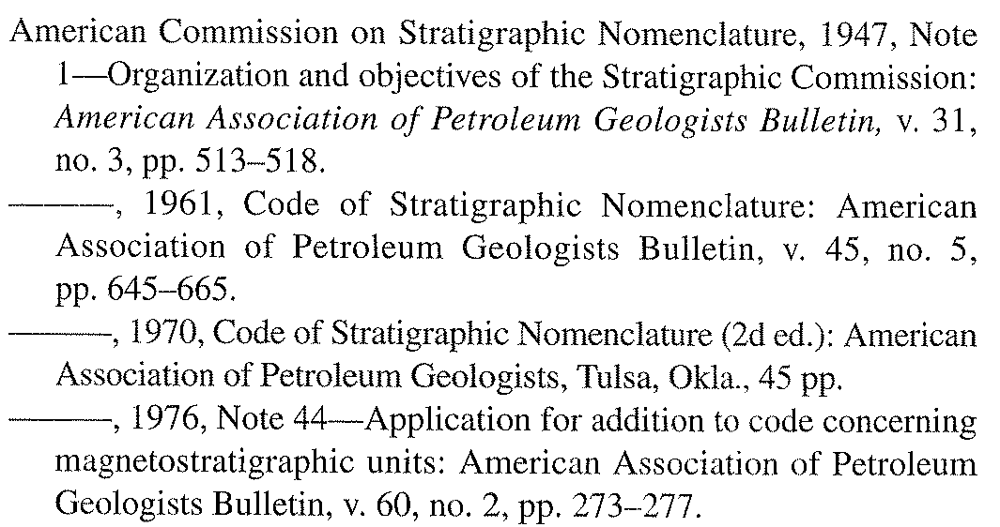 American Commission on Stratigraphic Nomenclature, 1947, Note
1—Organization and objectives of the Stratigraphic Commission:
American Association of Petroleum Geologists Bulletin, v. 31,
no. 3, pp. 513–518.
———, 1961, Code of Stratigraphic Nomenclature: American
Association of Petroleum Geologists Bulletin, v. 45, no. 5,
pp. 645–665.
———, 1970, Code of Stratigraphic Nomenclature (2d ed.): American
Association of Petroleum Geologists, Tulsa, Okla., 45 pp.
———, 1976, Note 44—Application for addition to code concerning
magnetostratigraphic units: American Association of Petroleum
Geologists Bulletin, v. 60, no. 2, pp. 273–277.